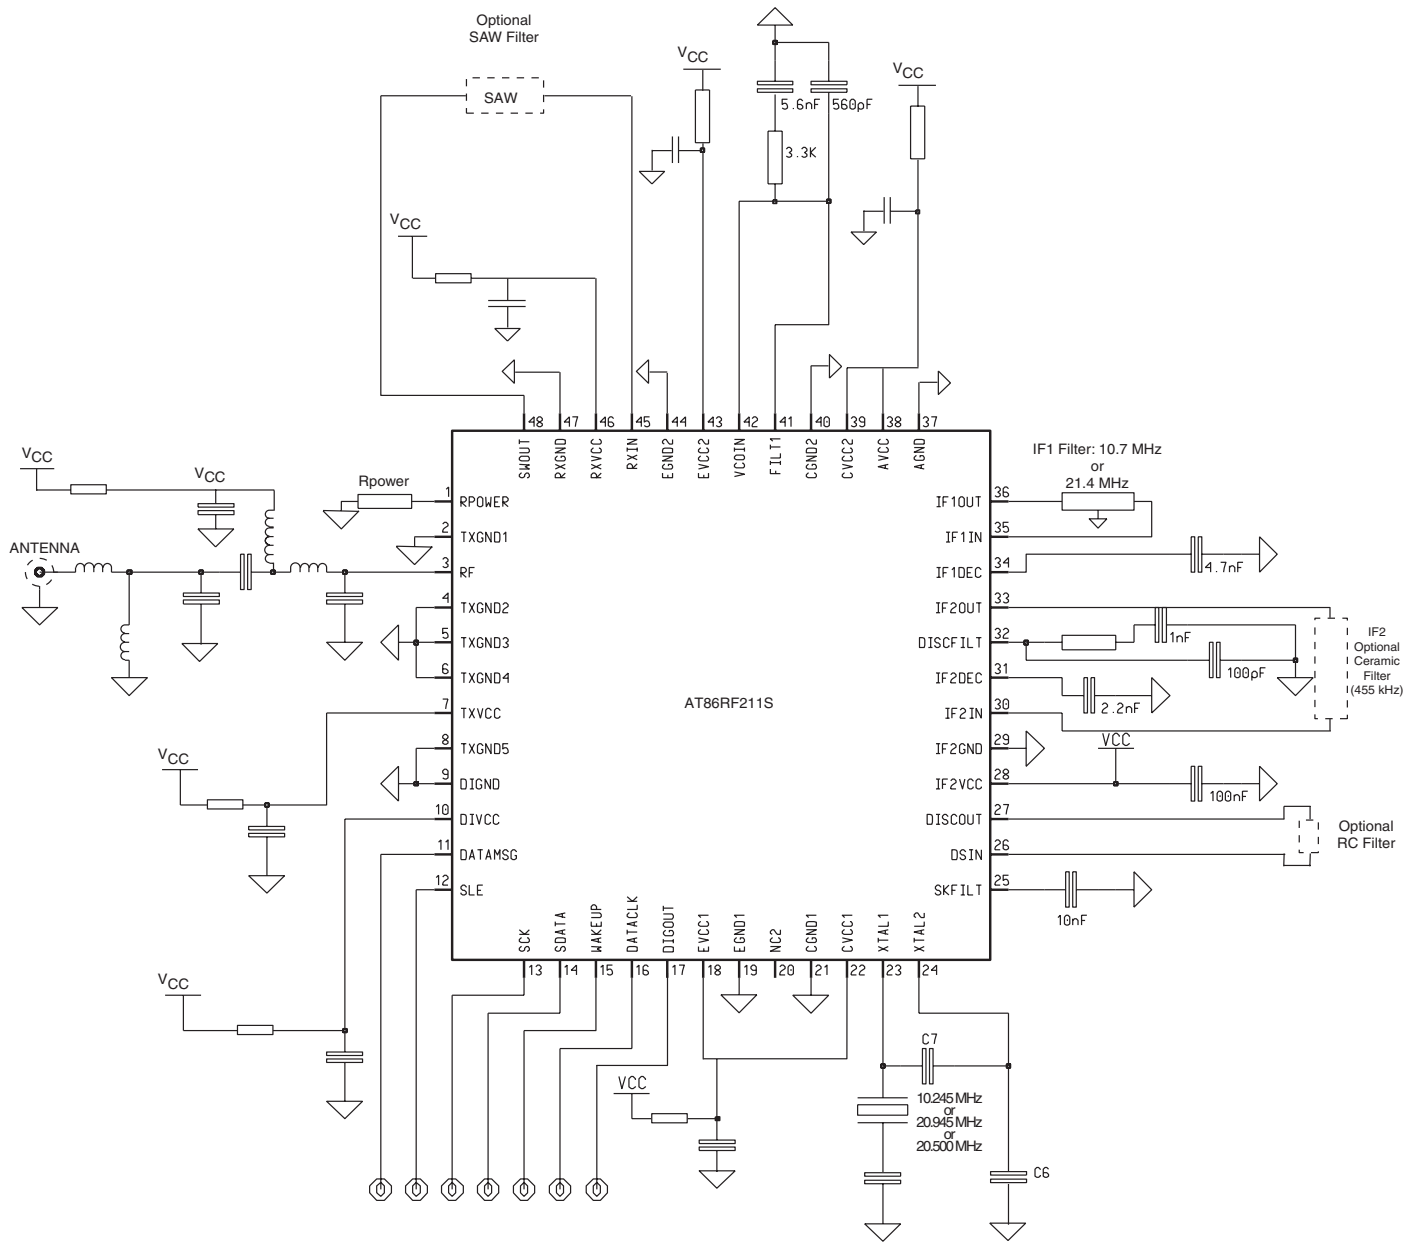 Optional
SAW Filter
SAW
VCC
5.6nF
560pF
3.3K
VCC
VCC
48
47
46
45
44
43
42
41
40
39
38
37
SWOUT
RXGND
RXVCC
RXIN
EGND2
EVCC2
VCOIN
FILT1
CGND2
CVCC2
AVCC
AGND
VCC
VCC
ANTENNA
Rpower
1 RPOWER
2 TXGND1
3 RF
4 TXGND2
5 TXGND3
6 TXGND4
7 TXVCC
8 TXGND5
9 DIGND
10 DIVCC
11 DATAMSG
12 SLE
VCC
VCC
AT86RF211S
IF1 Filter: 10.7 MHz
or
21.4 MHz
IF1OUT 36
IF1IN 35
IF1DEC 34
4.7nF
IF2OUT 33
DISCFILT 32
1nF
100pF
IF2DEC 31
2.2nF
IF2IN 30
IF2
Optional
Ceramic
Filter
(455 kHz)
IF2GND 29
VCC
IF2VCC 28
100nF
DISCOUT 27
DSIN 26
Optional
RC Filter
SKFILT 25
10nF
SCK
SDATA
WAKEUP
DATACLK
DIGOUT
EVCC1
EGND1
NC2
CGND1
CVCC1
XTAL1
XTAL2
13
14
15
16
17
18
19
20
21
22
23
24
VCC
C7
10.245 MHz
or
20.945 MHz
or
20.500 MHz
C6